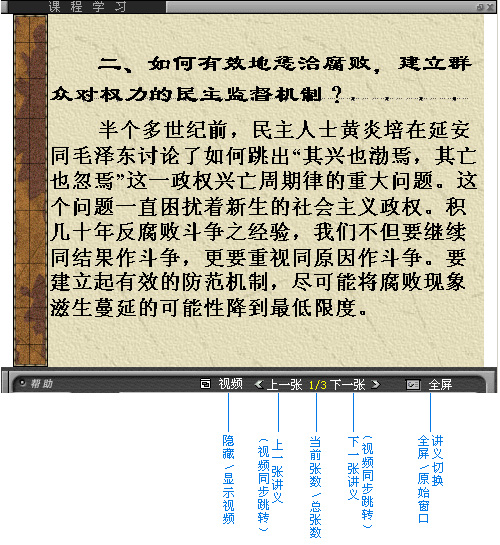 课程学习
二、如何有效地惩治腐败，建立群
众对权力的民主监督机制？
半个多世纪前，民主人士黄炎培在延安
同毛泽东讨论了如何跳出“其兴也渤焉，其亡
也忽焉”这一政权兴亡周期律的重大问题。这
个问题一直困扰着新生的社会主义政权。积
几十年反腐败斗争之经验，我们不但要继续
同结果作斗争，更要重视同原因作斗争。要
建立起有效的防范机制，尽可能将腐败现象
滋生蔓延的可能性降到最低限度。
帮助 视频 上一张 1/3 下一张 全屏
隐藏/显示视频
上一张讲义
（视频同步跳转）
当前张数/总张数
下一张讲义
（视频同步跳转）
讲义切换
全屏/原始窗口